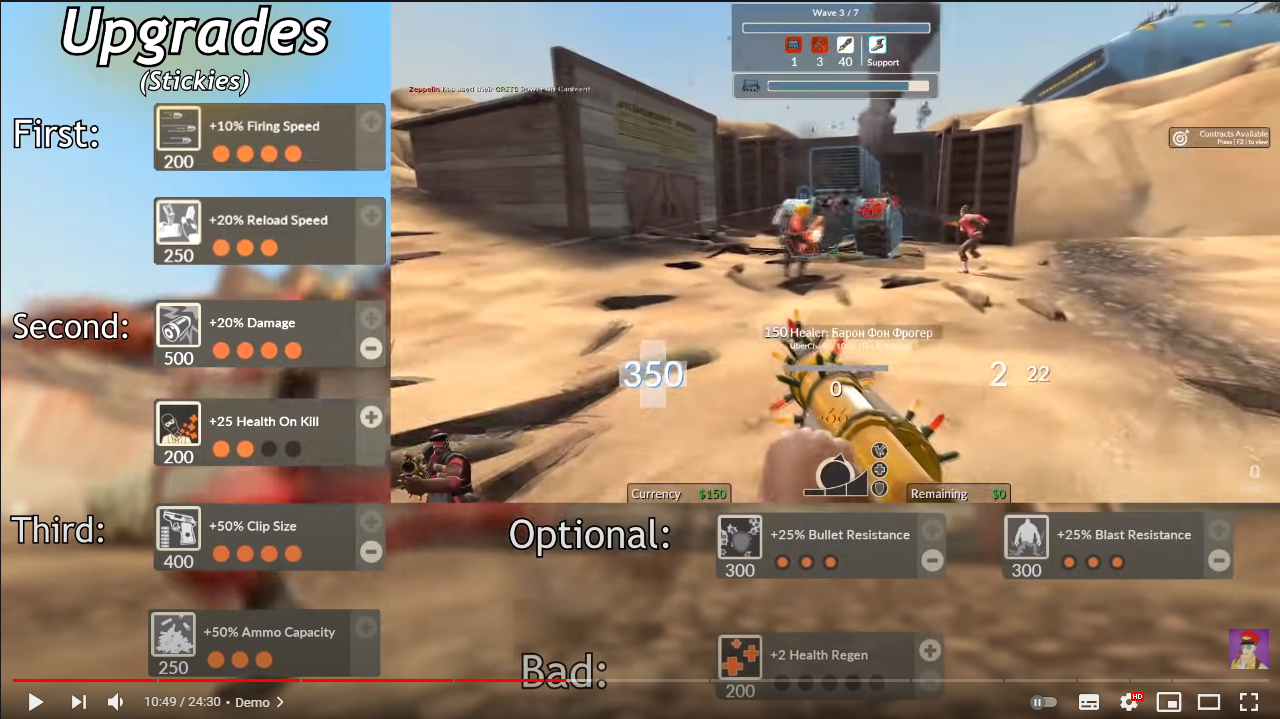 Upgrades
(Stickies)
First:
+10% Firing Speed
200
+20% Reload Speed
250
Second:
+20% Damage
500
+25 Health On Kill
200
Third:
+50% Clip Size
400
+50% Ammo Capacity
250
Wave 3 / 7
1 3 40 Support
Zeppelin has used their CRITS Power Up Canteen!
Contracts Available
Press [ F2 ] to view
66
150 Healer: Барон Фон Фрогер
350
0
2 22
0
Currency $150
Remaining $0
Optional:
+25% Bullet Resistance
300
+25% Blast Resistance
300
Bad:
+2 Health Regen
200
10:49 / 24:30 • Demo
HD